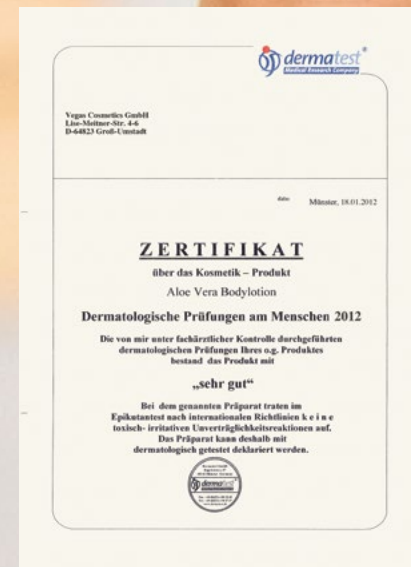 dermatest®
Medical Research Company
Vegas Cosmetics GmbH
Lise-Meitner-Str. 4-6
D-64823 Groß-Umstadt
date: Münster, 18.01.2012
ZERTIFIKAT
über das Kosmetik – Produkt
Aloe Vera Bodylotion
Dermatologische Prüfungen am Menschen 2012
Die von mir unter fachärztlicher Kontrolle durchgeführten
dermatologischen Prüfungen Ihres o.g. Produktes
bestand das Produkt mit
„sehr gut“
Bei dem genannten Präparat traten im
Epikutantest nach internationalen Richtlinien k e i n e
toxisch- irritativen Unverträglichkeitsreaktionen auf.
Das Präparat kann deshalb mit
dermatologisch getestet deklariert werden.
dermatest